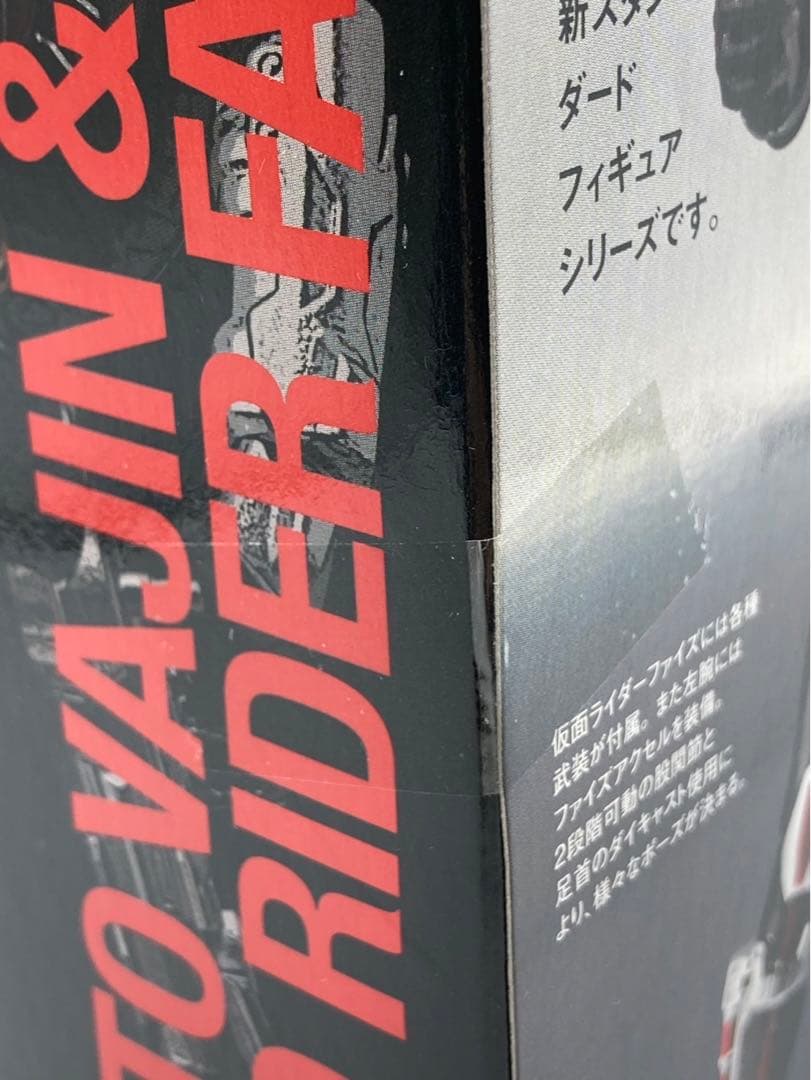 TO VAJIN &
RIDER FA
新スタン
ダード
フィギュア
シリーズです。
仮面ライダーファイズには各種
武装が付属。また左腕には
ファイズアクセルを装備。
2段階可動の股関節と
足首のダイキャスト使用に
より、様々なポーズが決まる。